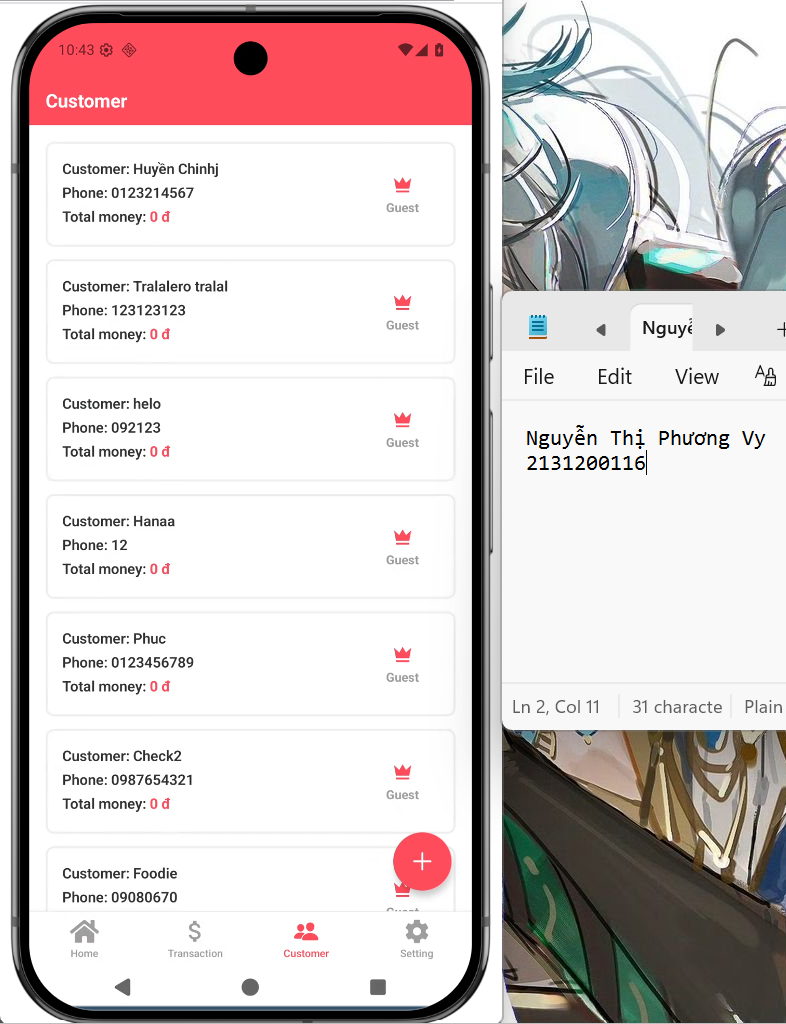 10:43
Customer
Customer: Huyền Chinhj
Phone: 0123214567
Total money: 0 đ
Guest
Customer: Tralalero tralal
Phone: 123123123
Total money: 0 đ
Guest
Customer: helo
Phone: 092123
Total money: 0 đ
Guest
Customer: Hanaa
Phone: 12
Total money: 0 đ
Guest
Customer: Phuc
Phone: 0123456789
Total money: 0 đ
Guest
Customer: Check2
Phone: 0987654321
Total money: 0 đ
Guest
Customer: Foodie
Phone: 09080670
Home Transaction Customer Setting
Nguyễ
File Edit View
Nguyễn Thị Phương Vy
2131200116
Ln 2, Col 11 31 characte Plain